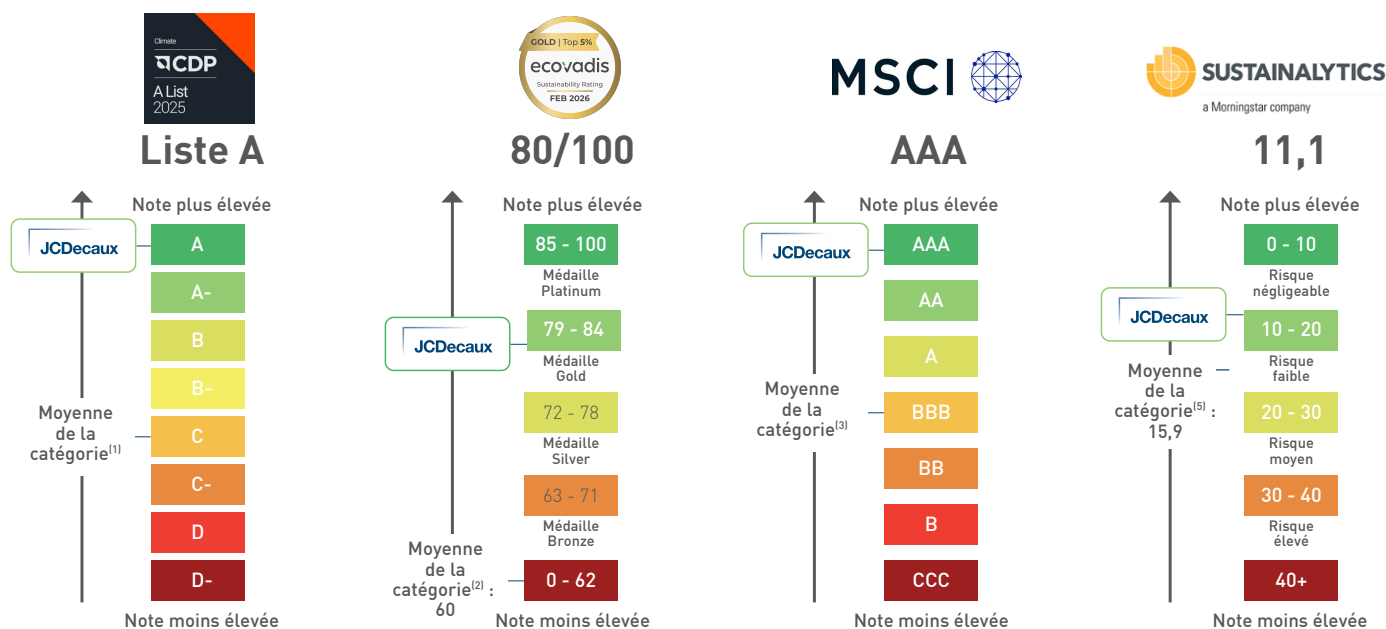 Climate
CDP
A List
2025
Liste A
Note plus élevée
JCDecaux
A
A-
B
B-
Moyenne
de la
catégorie(1)
C
C-
D
D-
Note moins élevée
GOLD | Top 5%
ecovadis
Sustainability Rating
FEB 2026
80/100
Note plus élevée
85 - 100
Médaille
Platinum
JCDecaux
79 - 84
Médaille
Gold
72 - 78
Médaille
Silver
63 - 71
Médaille
Bronze
Moyenne
de la
catégorie(2) :
60
0 - 62
Note moins élevée
MSCI
AAA
Note plus élevée
JCDecaux
AAA
AA
A
Moyenne
de la
catégorie(3)
BBB
BB
B
CCC
Note moins élevée
SUSTAINALYTICS
a Morningstar company
11,1
Note plus élevée
0 - 10
Risque
négligeable
JCDecaux
10 - 20
Risque
faible
Moyenne
de la
catégorie(5) :
15,9
20 - 30
Risque
moyen
30 - 40
Risque
élevé
40+
Note moins élevée